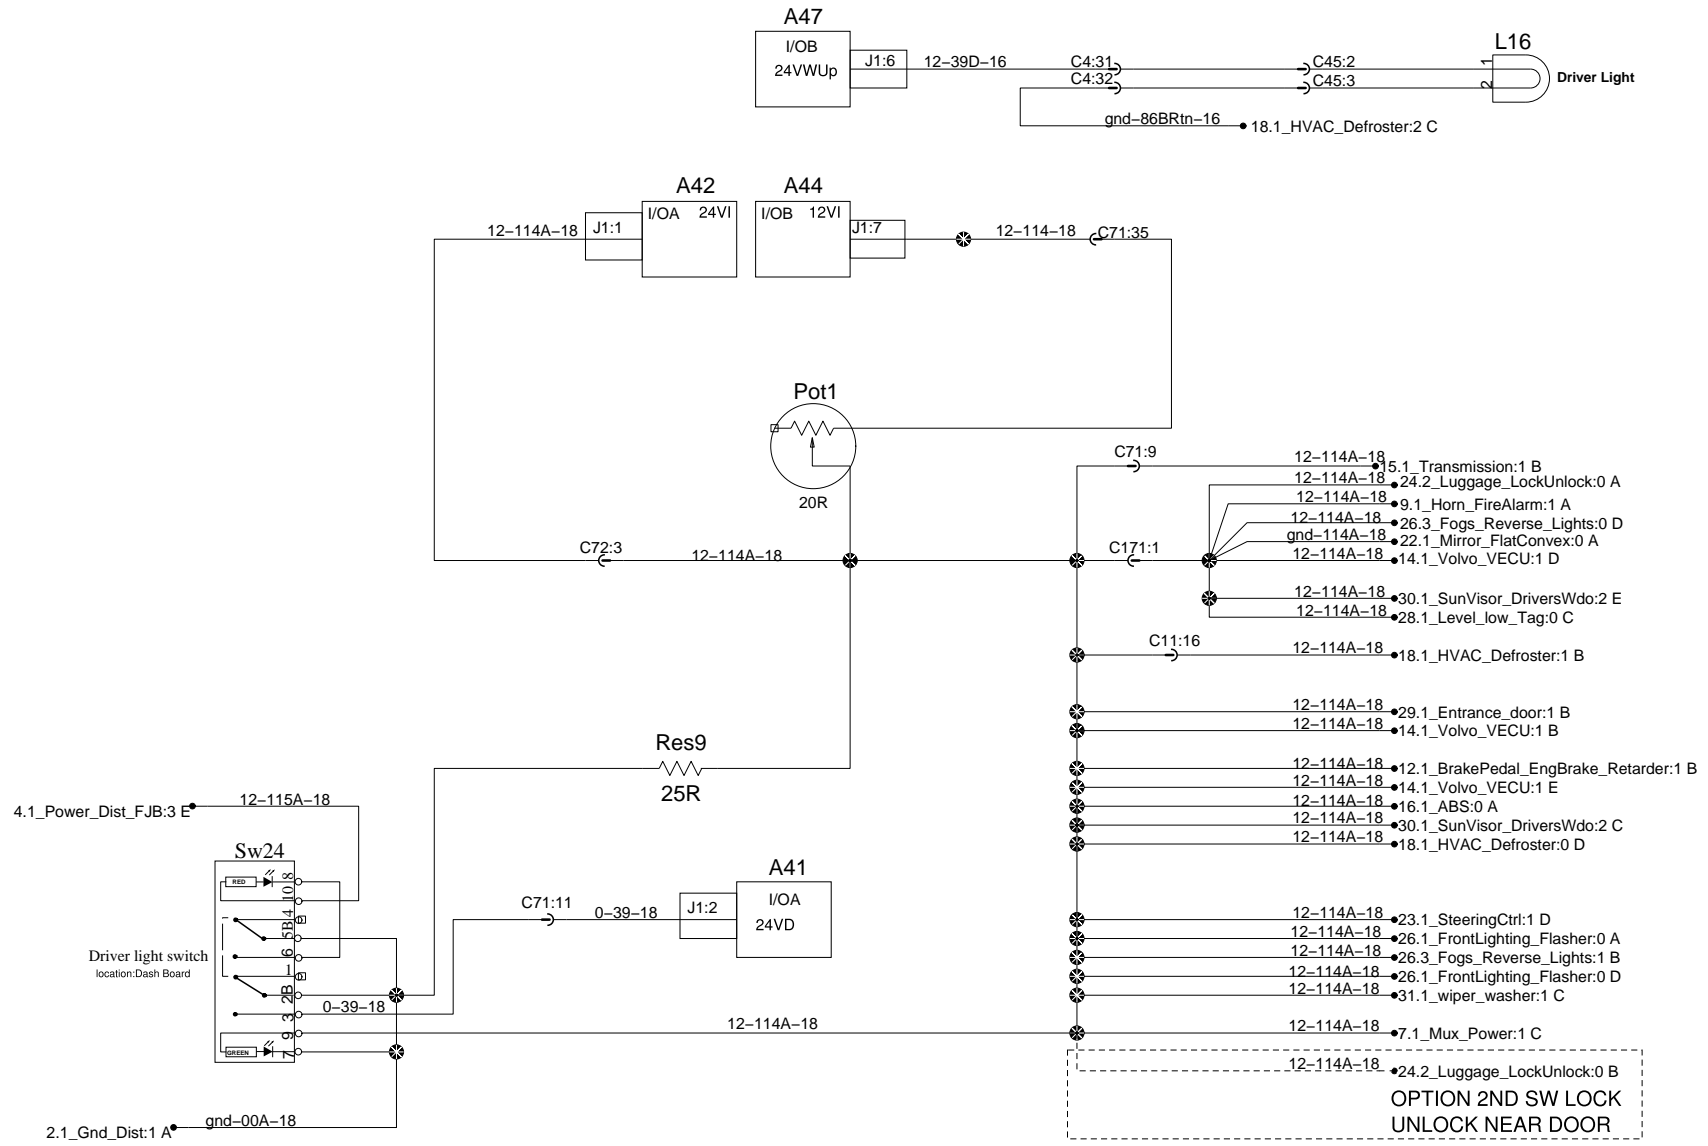 A47
I/OB
24VWUp
J1:6
12–39D–16
C4:31
C4:32
C45:2
C45:3
L16
1
2
Driver Light
gnd–86BRtn–16
18.1_HVAC_Defroster:2 C
A42
A44
I/OA 24VI
I/OB 12VI
12–114A–18
J1:1
J1:7
12–114–18
C71:35
Pot1
20R
C71:9
12–114A–18
15.1_Transmission:1 B
12–114A–18
24.2_Luggage_LockUnlock:0 A
12–114A–18
9.1_Horn_FireAlarm:1 A
12–114A–18
26.3_Fogs_Reverse_Lights:0 D
gnd–114A–18
22.1_Mirror_FlatConvex:0 A
C72:3
12–114A–18
C171:1
12–114A–18
14.1_Volvo_VECU:1 D
12–114A–18
30.1_SunVisor_DriversWdo:2 E
12–114A–18
28.1_Level_low_Tag:0 C
C11:16
12–114A–18
18.1_HVAC_Defroster:1 B
12–114A–18
29.1_Entrance_door:1 B
12–114A–18
14.1_Volvo_VECU:1 B
Res9
25R
12–114A–18
12.1_BrakePedal_EngBrake_Retarder:1 B
12–114A–18
14.1_Volvo_VECU:1 E
12–114A–18
16.1_ABS:0 A
12–114A–18
30.1_SunVisor_DriversWdo:2 C
12–114A–18
18.1_HVAC_Defroster:0 D
4.1_Power_Dist_FJB:3 E
12–115A–18
Sw24
RED
8
10
4
5B
6
1
2B
3
9
7
GREEN
Driver light switch
location:Dash Board
A41
I/OA
24VD
J1:2
C71:11
0–39–18
0–39–18
12–114A–18
23.1_SteeringCtrl:1 D
12–114A–18
26.1_FrontLighting_Flasher:0 A
12–114A–18
26.3_Fogs_Reverse_Lights:1 B
12–114A–18
26.1_FrontLighting_Flasher:0 D
12–114A–18
31.1_wiper_washer:1 C
12–114A–18
12–114A–18
7.1_Mux_Power:1 C
12–114A–18
24.2_Luggage_LockUnlock:0 B
OPTION 2ND SW LOCK
UNLOCK NEAR DOOR
gnd–00A–18
2.1_Gnd_Dist:1 A